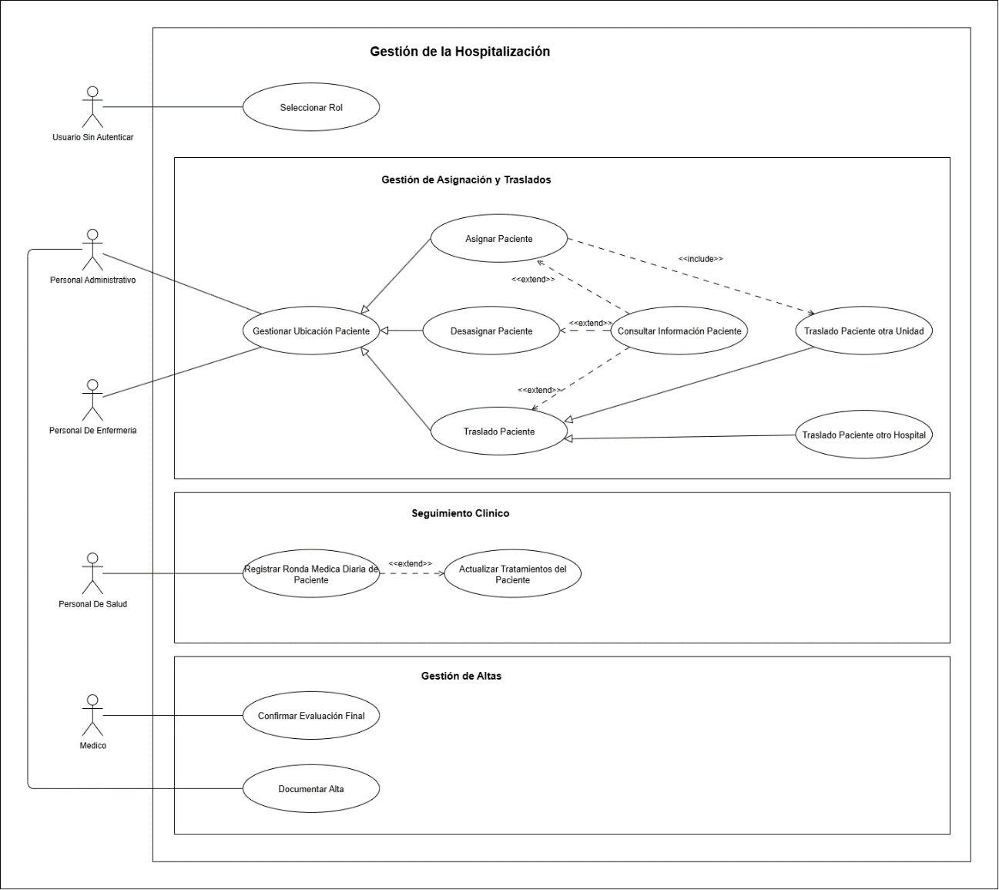 Gestión de la Hospitalización
Seleccionar Rol
Usuario Sin Autenticar
Gestión de Asignación y Traslados
Asignar Paciente
<<include>>
Personal Administrativo
<<extend>>
Gestionar Ubicación Paciente
Desasignar Paciente
<<extend>>
Consultar Información Paciente
Traslado Paciente otra Unidad
<<extend>>
Personal De Enfermeria
Traslado Paciente
Traslado Paciente otro Hospital
Seguimiento Clinico
Registrar Ronda Medica Diaria de
Paciente
<<extend>>
Actualizar Tratamientos del
Paciente
Personal De Salud
Gestión de Altas
Confirmar Evaluación Final
Medico
Documentar Alta